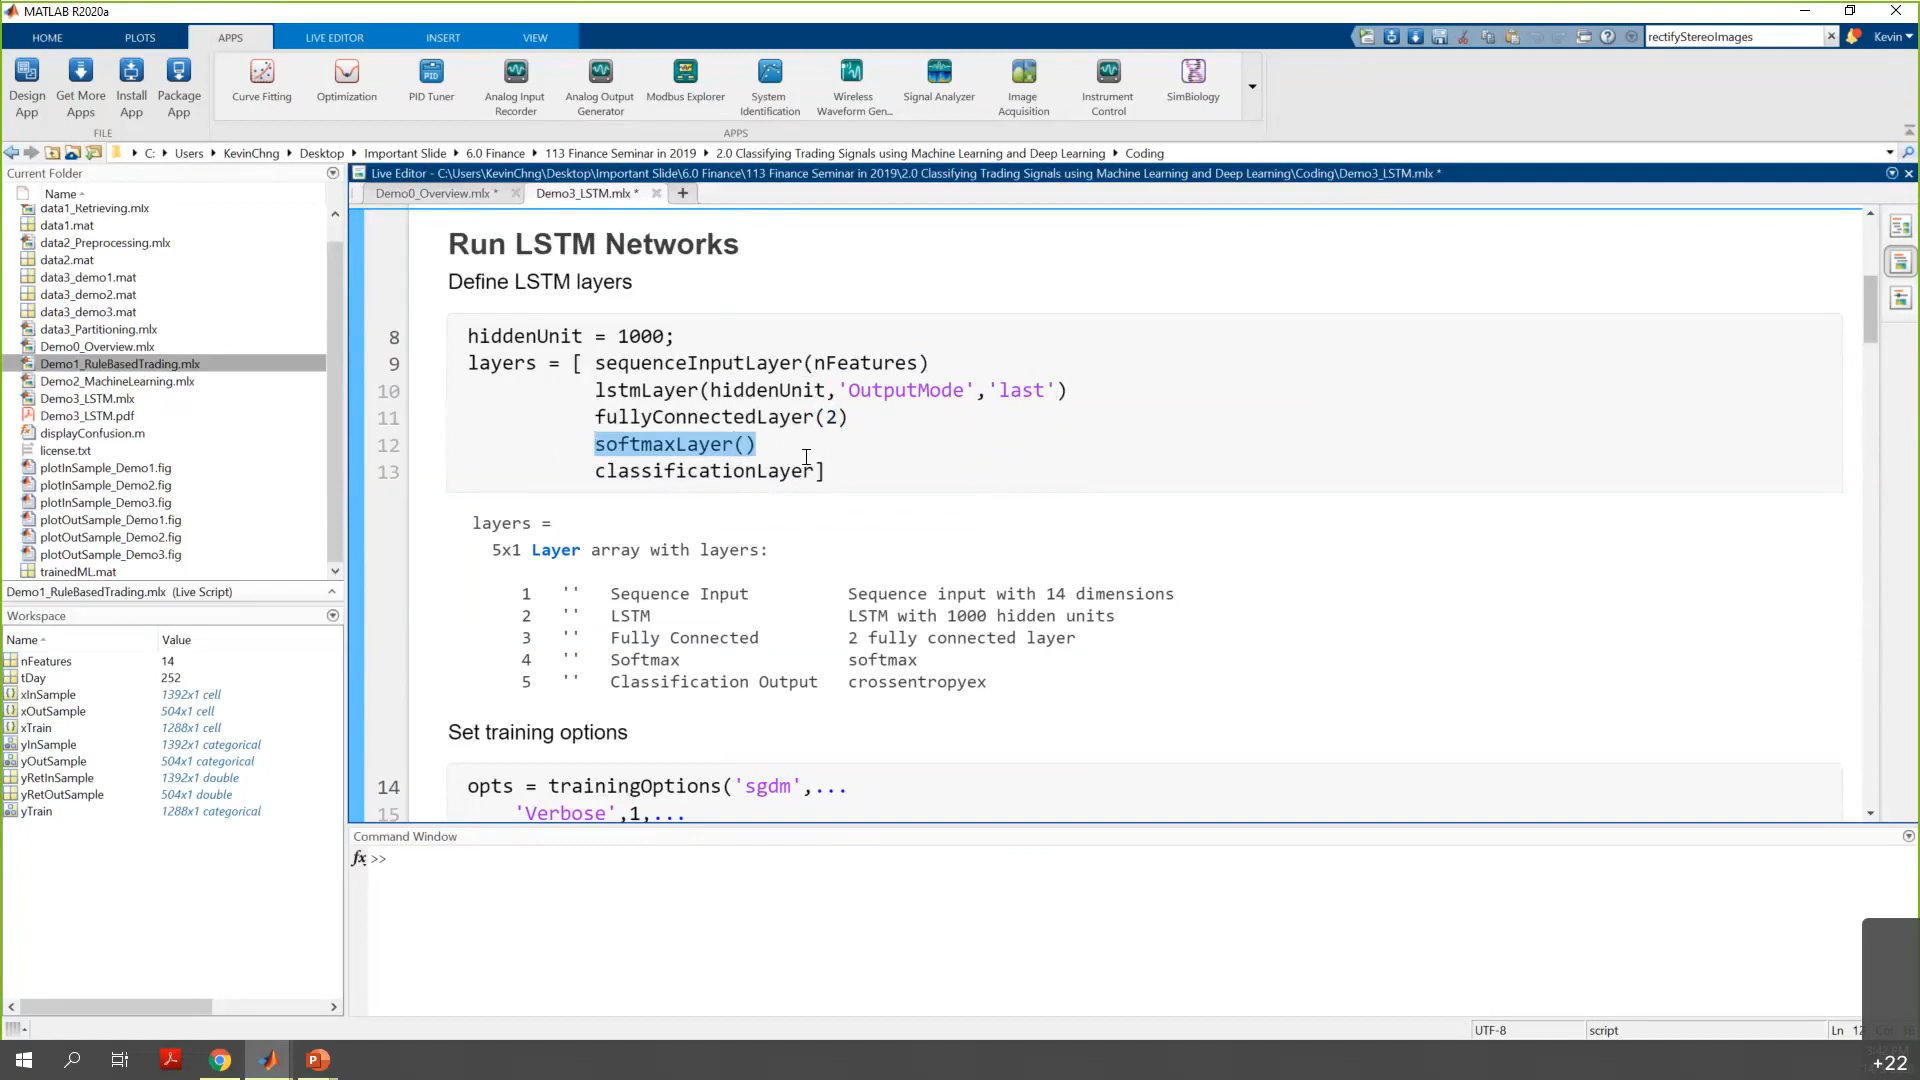 MATLAB R2020a
HOME PLOTS APPS LIVE EDITOR INSERT VIEW rectifyStereoImages Kevin
Design App
Get More Apps
Install App
Package App
Curve Fitting
Optimization
PID Tuner
Analog Input Recorder
Analog Output Generator
Modbus Explorer
System Identification
Wireless Waveform Gen...
Signal Analyzer
Image Acquisition
Instrument Control
SimBiology
FILE APPS
C: Users KevinChng Desktop Important Slide 6.0 Finance 113 Finance Seminar in 2019 2.0 Classifying Trading Signals using Machine Learning and Deep Learning Coding
Current Folder
Name
data1_Retrieving.mlx
data1.mat
data2_Preprocessing.mlx
data2.mat
data3_demo1.mat
data3_demo2.mat
data3_demo3.mat
data3_Partitioning.mlx
Demo0_Overview.mlx
Demo1_RuleBasedTrading.mlx
Demo2_MachineLearning.mlx
Demo3_LSTM.mlx
Demo3_LSTM.pdf
displayConfusion.m
license.txt
plotInSample_Demo1.fig
plotInSample_Demo2.fig
plotInSample_Demo3.fig
plotOutSample_Demo1.fig
plotOutSample_Demo2.fig
plotOutSample_Demo3.fig
trainedML.mat
Demo1_RuleBasedTrading.mlx (Live Script)
Workspace
Name Value
nFeatures 14
tDay 252
xInSample 1392x1 cell
xOutSample 504x1 cell
xTrain 1288x1 cell
yInSample 1392x1 categorical
yOutSample 504x1 categorical
yRetInSample 1392x1 double
yRetOutSample 504x1 double
yTrain 1288x1 categorical
Live Editor - C:\Users\KevinChng\Desktop\Important Slide\6.0 Finance\113 Finance Seminar in 2019\2.0 Classifying Trading Signals using Machine Learning and Deep Learning\Coding\Demo3_LSTM.mlx *
Demo0_Overview.mlx * Demo3_LSTM.mlx *
Run LSTM Networks
Define LSTM layers
8 hiddenUnit = 1000;
9 layers = [ sequenceInputLayer(nFeatures)
10 lstmLayer(hiddenUnit,'OutputMode','last')
11 fullyConnectedLayer(2)
12 softmaxLayer()
13 classificationLayer]
layers =
5x1 Layer array with layers:
1 '' Sequence Input Sequence input with 14 dimensions
2 '' LSTM LSTM with 1000 hidden units
3 '' Fully Connected 2 fully connected layer
4 '' Softmax softmax
5 '' Classification Output crossentropyex
Set training options
14 opts = trainingOptions('sgdm',...
15 'Verbose',1,...
Command Window
fx >>
UTF-8 script Ln 12
+22